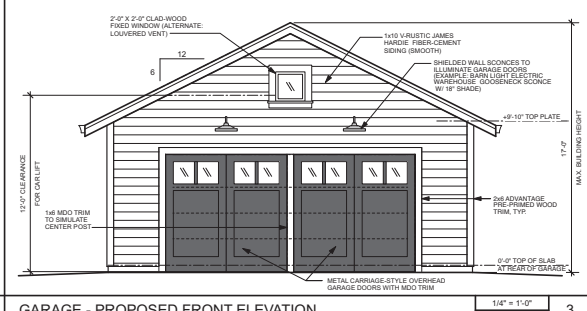 2'-0" X 2'-0" CLAD-WOOD
FIXED WINDOW (ALTERNATE:
LOUVERED VENT)
1x10 V-RUSTIC JAMES
HARDIE FIBER-CEMENT
SIDING (SMOOTH)
12
6
SHIELDED WALL SCONCES TO
ILLUMINATE GARAGE DOORS
(EXAMPLE: BARN LIGHT ELECTRIC
WAREHOUSE GOOSENECK SCONCE
W/ 18" SHADE)
+9'-10" TOP PLATE
12'-0" CLEARANCE
FOR CAR LIFT
17'-0"
MAX. BUILDING HEIGHT
1x6 MDO TRIM
TO SIMULATE
CENTER POST
2x6 ADVANTAGE
PRE-PRIMED WOOD
TRIM, TYP.
0'-0" TOP OF SLAB
AT REAR OF GARAGE
METAL CARRIAGE-STYLE OVERHEAD
GARAGE DOORS WITH MDO TRIM
GARAGE - PROPOSED FRONT ELEVATION
1/4" = 1'-0"
3